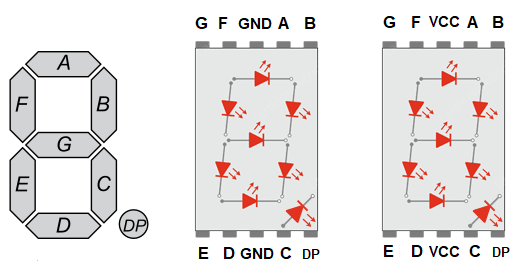 A
F B
G
E C
D DP
G F GND A B
E D GND C DP
G F VCC A B
E D VCC C DP